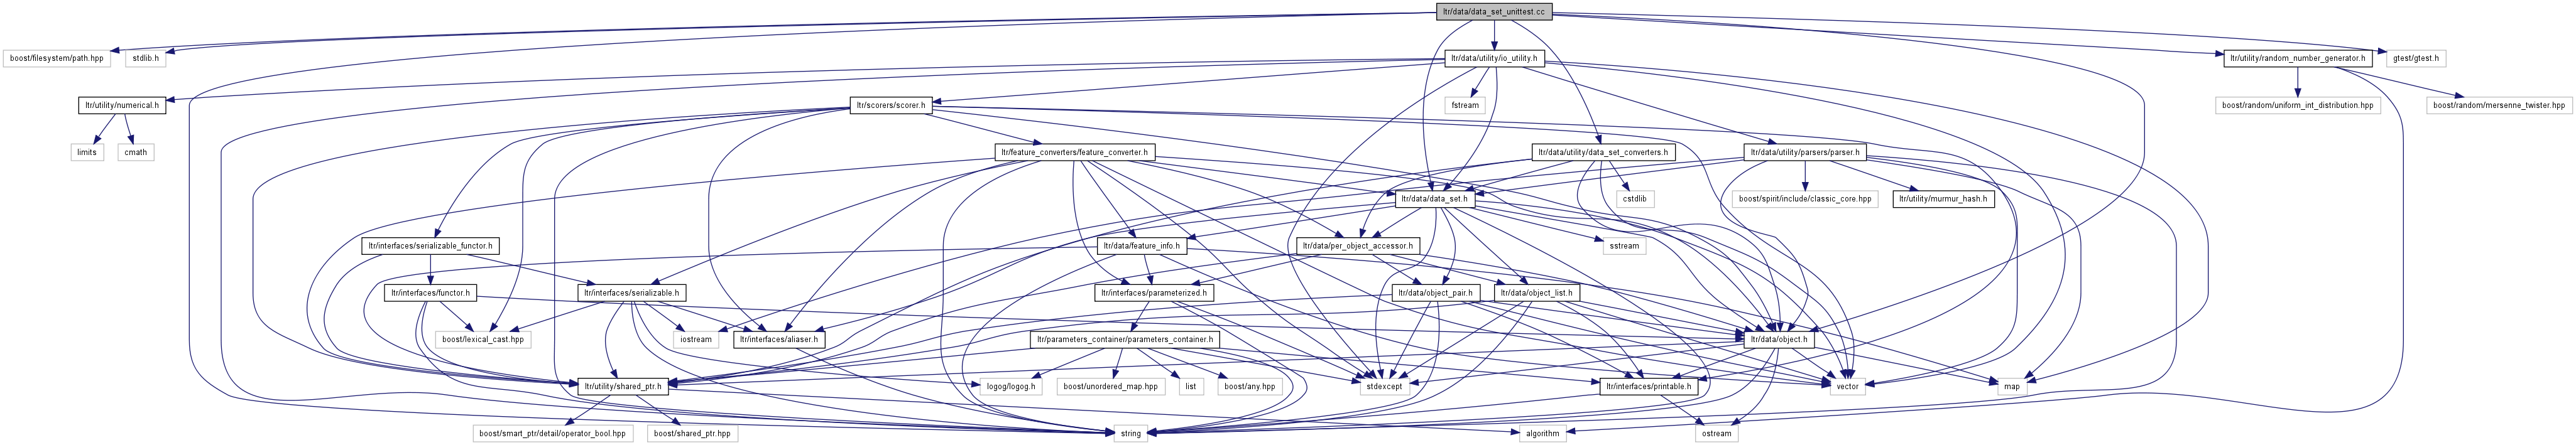 ltr/data/data_set_unittest.cc
boost/filesystem/path.hpp
stdlib.h
ltr/data/utility/io_utility.h
ltr/utility/random_number_generator.h
gtest/gtest.h
ltr/utility/numerical.h
ltr/scorers/scorer.h
fstream
boost/random/uniform_int_distribution.hpp
boost/random/mersenne_twister.hpp
limits
cmath
ltr/feature_converters/feature_converter.h
ltr/data/utility/data_set_converters.h
ltr/data/utility/parsers/parser.h
ltr/data/data_set.h
cstdlib
boost/spirit/include/classic_core.hpp
ltr/utility/murmur_hash.h
ltr/interfaces/serializable_functor.h
ltr/data/feature_info.h
ltr/data/per_object_accessor.h
sstream
ltr/interfaces/functor.h
ltr/interfaces/serializable.h
ltr/interfaces/parameterized.h
ltr/data/object_pair.h
ltr/data/object_list.h
boost/lexical_cast.hpp
iostream
ltr/interfaces/aliaser.h
ltr/parameters_container/parameters_container.h
ltr/data/object.h
ltr/utility/shared_ptr.h
logog/logog.h
boost/unordered_map.hpp
list
boost/any.hpp
stdexcept
ltr/interfaces/printable.h
vector
map
boost/smart_ptr/detail/operator_bool.hpp
boost/shared_ptr.hpp
string
algorithm
ostream